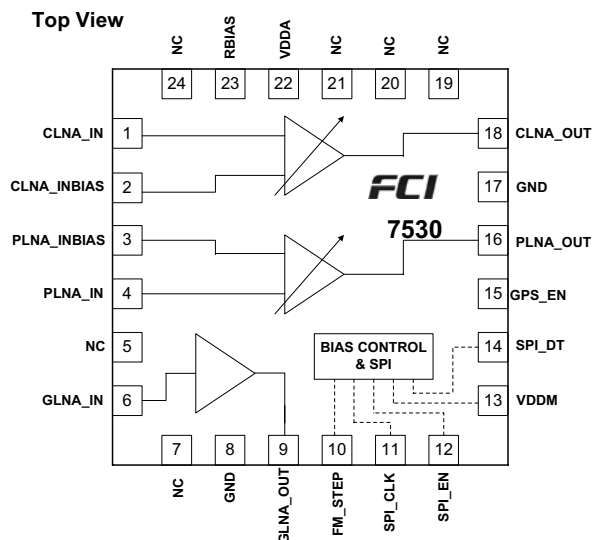 Top View
NC
RBIAS
VDDA
NC
NC
NC
24
23
22
21
20
19
CLNA_IN
1
18
CLNA_OUT
CLNA_INBIAS
2
FCI
17
GND
7530
PLNA_INBIAS
3
16
PLNA_OUT
PLNA_IN
4
15
GPS_EN
NC
5
BIAS CONTROL
& SPI
14
SPI_DT
GLNA_IN
6
13
VDDM
7
8
9
10
11
12
NC
GND
GLNA_OUT
FM_STEP
SPI_CLK
SPI_EN